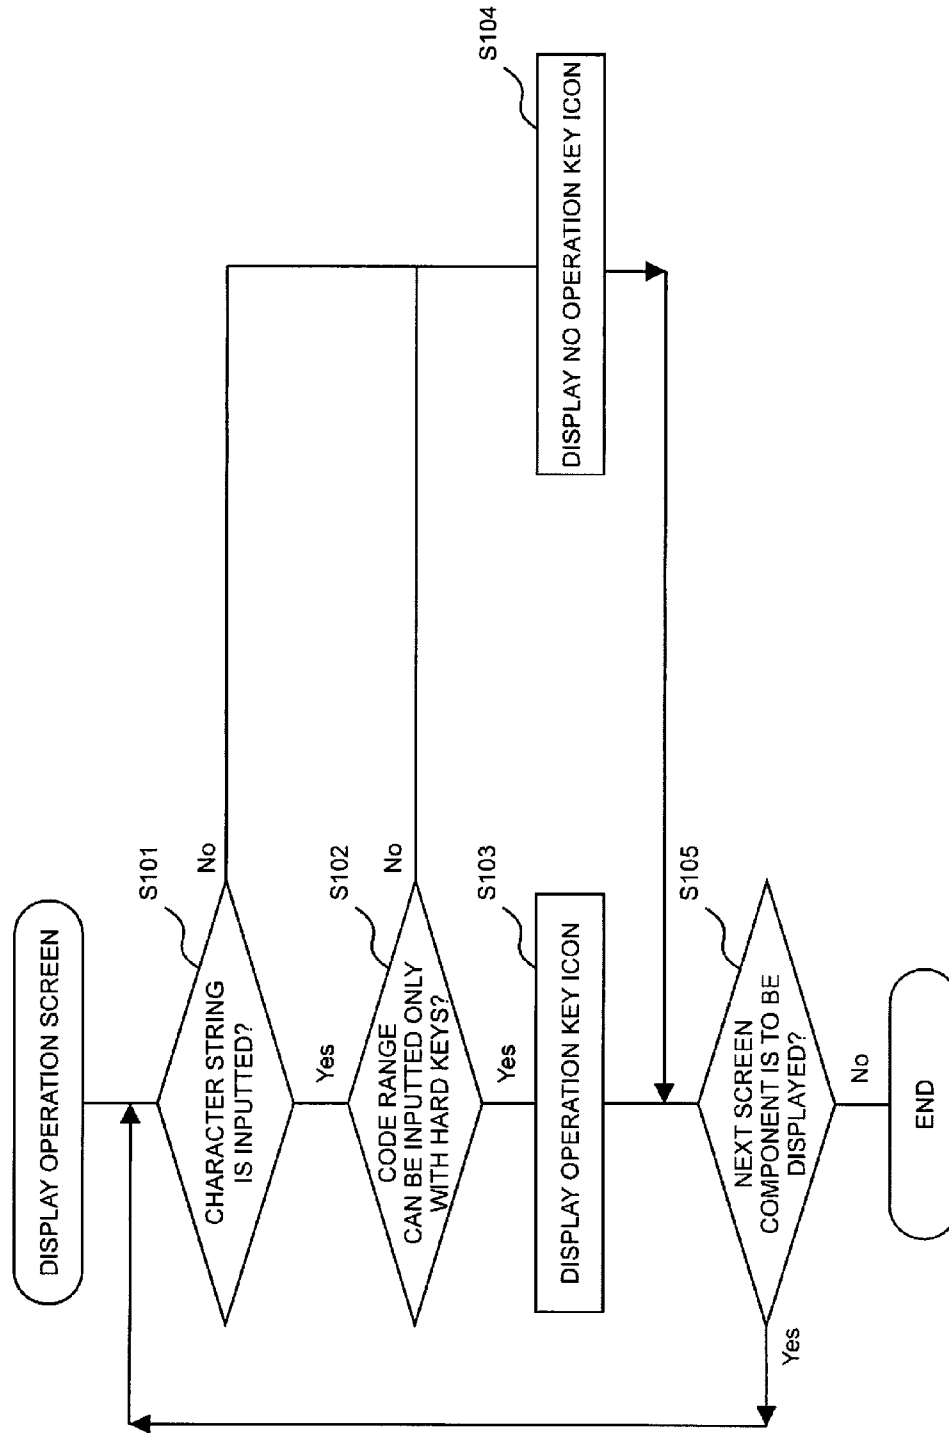 DISPLAY OPERATION SCREEN
S101
CHARACTER STRING
IS INPUTTED?
No
Yes
S102
CODE RANGE
CAN BE INPUTTED ONLY
WITH HARD KEYS?
No
Yes
S103
DISPLAY OPERATION KEY ICON
S104
DISPLAY NO OPERATION KEY ICON
S105
NEXT SCREEN
COMPONENT IS TO BE
DISPLAYED?
Yes
No
END